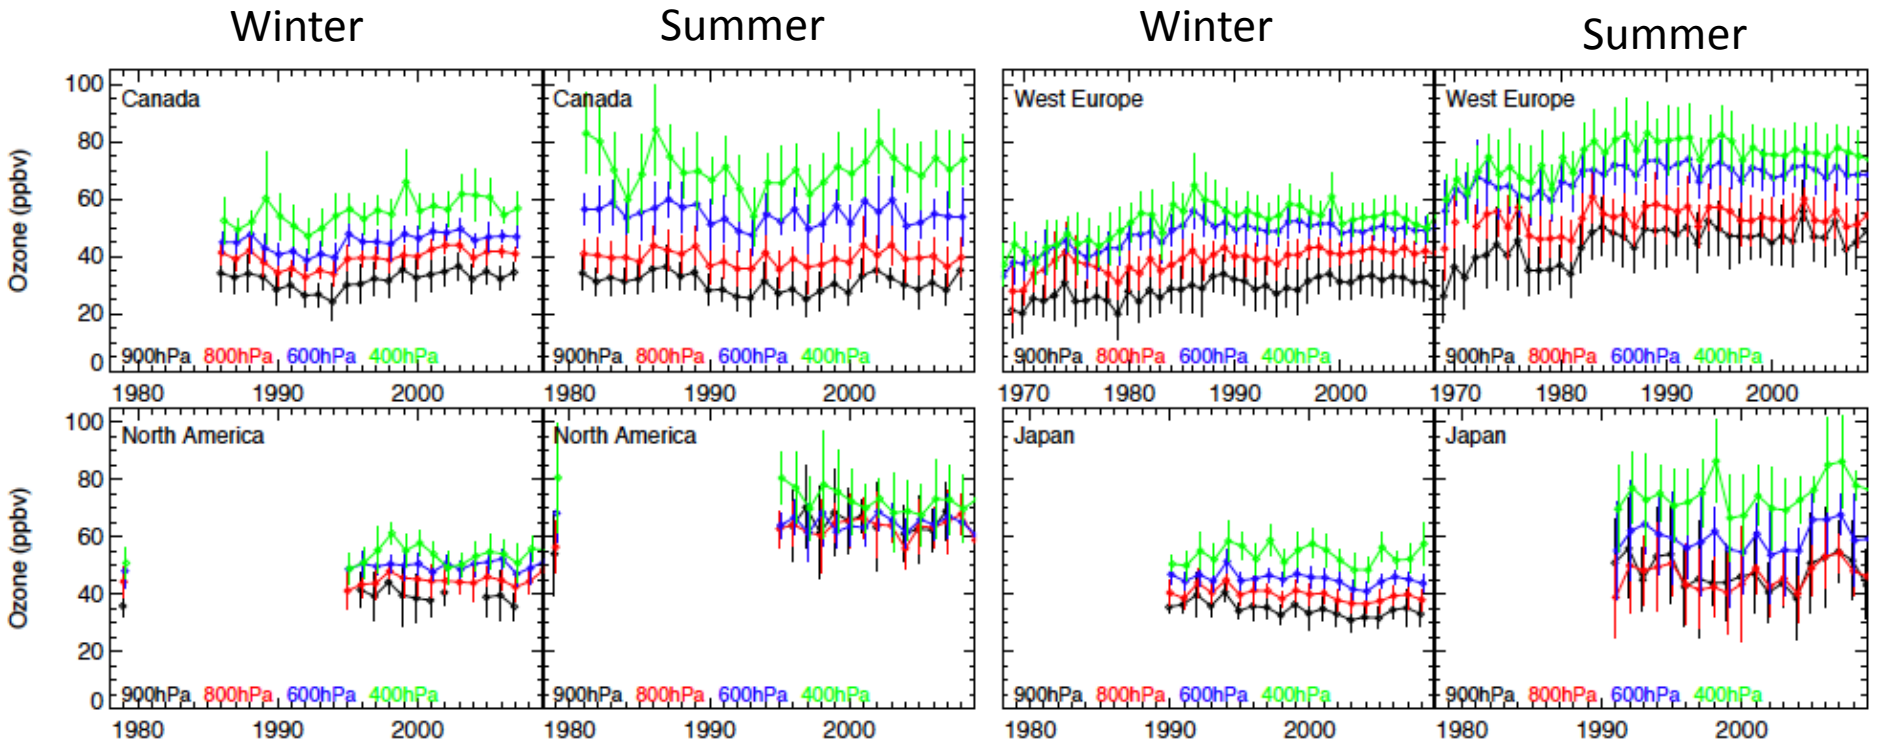 Winter Summer Winter Summer
100 Canada Canada West Europe West Europe
80
60
40
20
0 900hPa 800hPa 600hPa 400hPa 900hPa 800hPa 600hPa 400hPa 900hPa 800hPa 600hPa 400hPa 900hPa 800hPa 600hPa 400hPa
Ozone (ppbv)
1980 1990 2000 1980 1990 2000 1970 1980 1990 2000 1970 1980 1990 2000
100 North America North America Japan Japan
80
60
40
20
0 900hPa 800hPa 600hPa 400hPa 900hPa 800hPa 600hPa 400hPa 900hPa 800hPa 600hPa 400hPa 900hPa 800hPa 600hPa 400hPa
Ozone (ppbv)
1980 1990 2000 1980 1990 2000 1980 1990 2000 1980 1990 2000